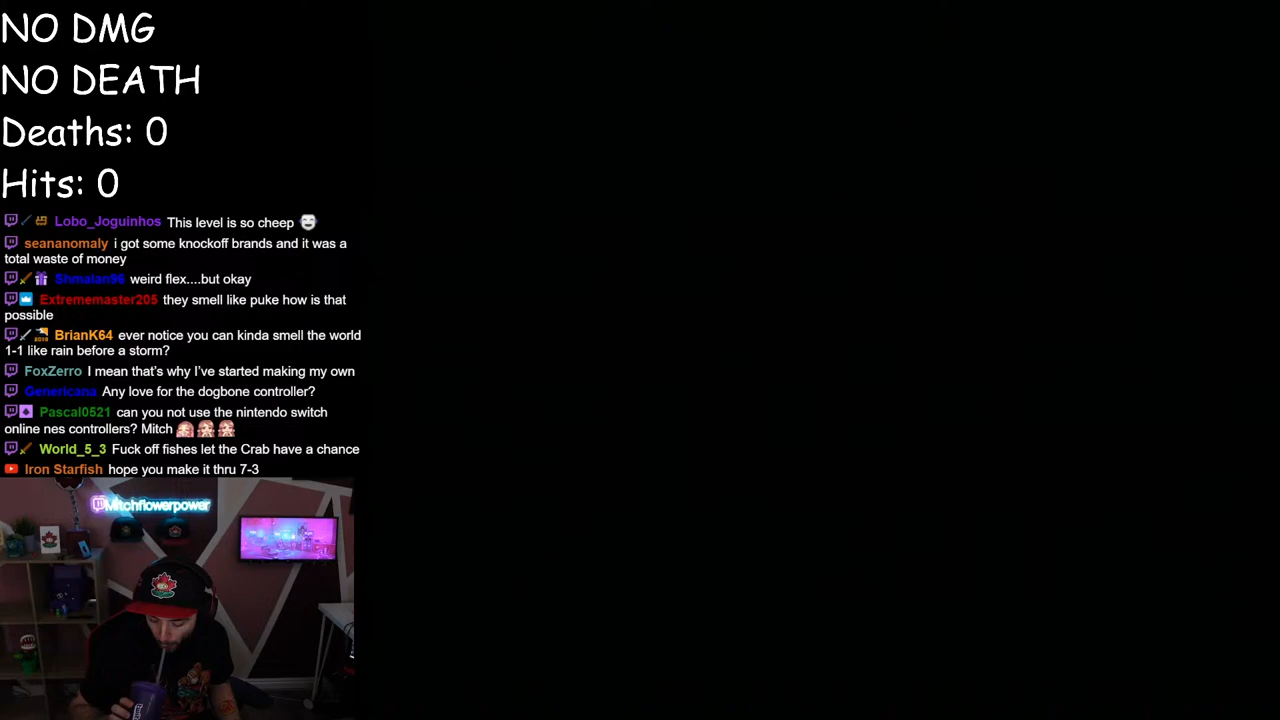 NO DMG
NO DEATH
Deaths: 0
Hits: 0
Lobo_Joguinhos This level is so cheep
seananomaly i got some knockoff brands and it was a
total waste of money
Shmalan96 weird flex....but okay
Extrememaster205 they smell like puke how is that
possible
BrianK64 ever notice you can kinda smell the world
1-1 like rain before a storm?
FoxZerro I mean that's why I've started making my own
Genericana Any love for the dogbone controller?
Pascal0521 can you not use the nintendo switch
online nes controllers? Mitch
World_5_3 Fuck off fishes let the Crab have a chance
Iron Starfish hope you make it thru 7-3
Mitchflowerpower